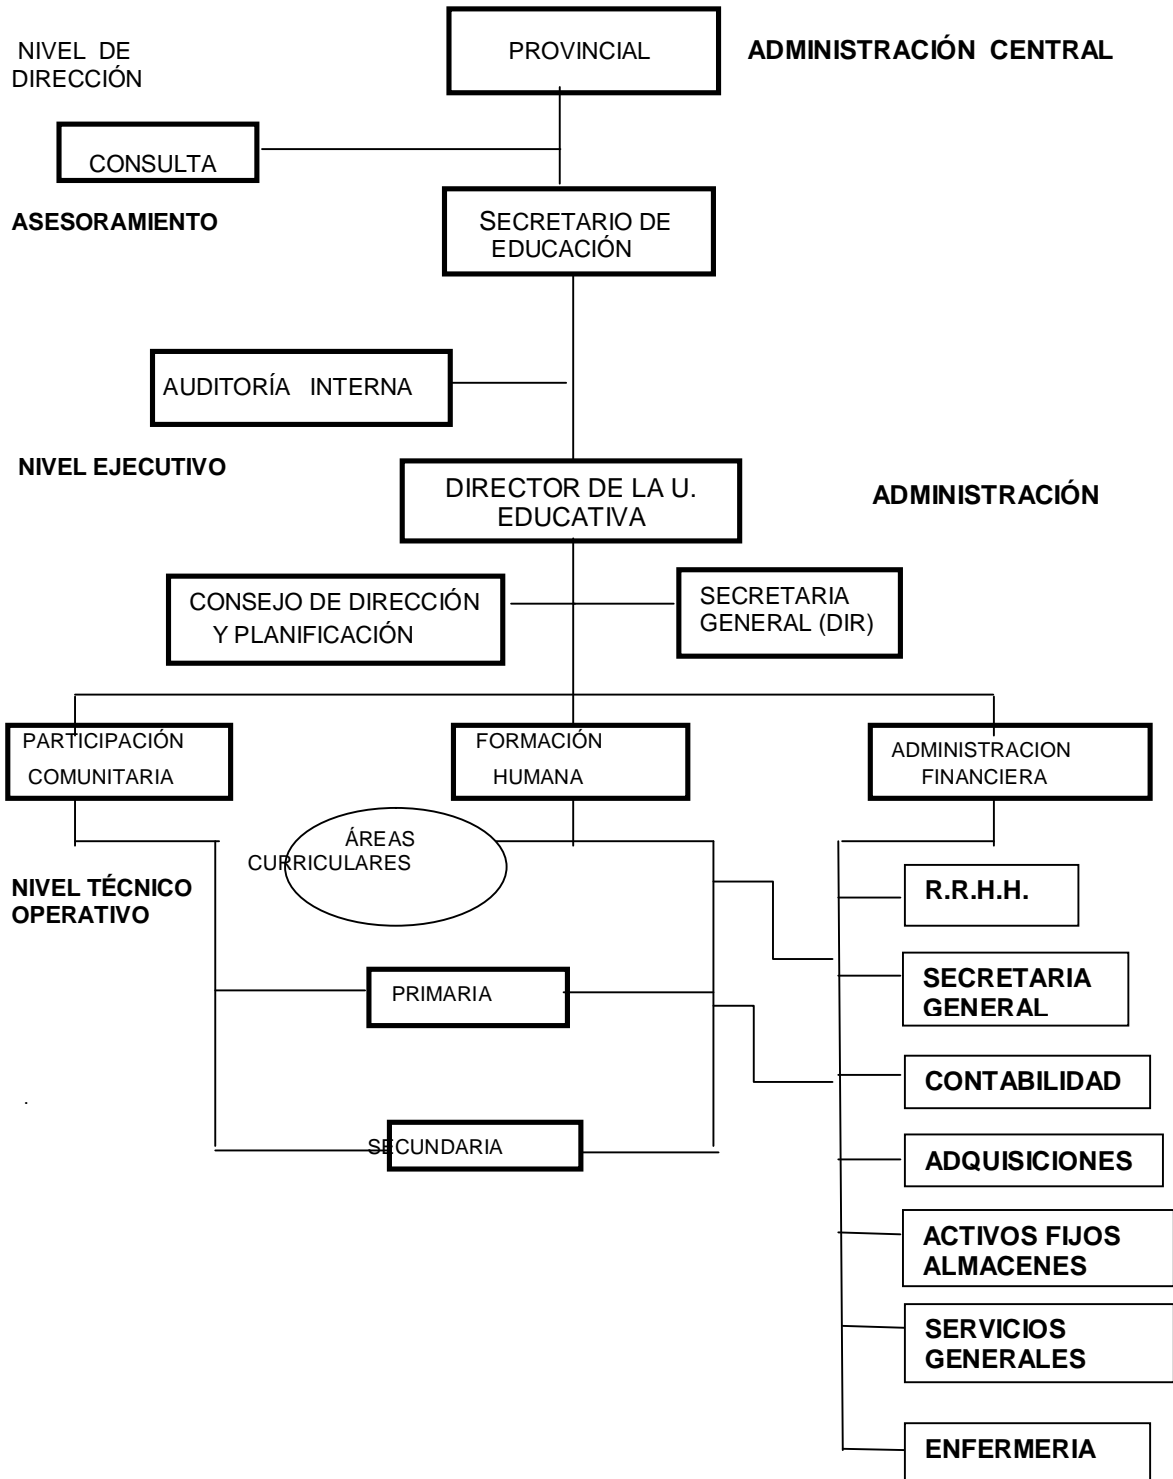 NIVEL DE
DIRECCIÓN
PROVINCIAL
ADMINISTRACIÓN CENTRAL
CONSULTA
ASESORAMIENTO
SECRETARIO DE
EDUCACIÓN
AUDITORÍA INTERNA
NIVEL EJECUTIVO
DIRECTOR DE LA U.
EDUCATIVA
ADMINISTRACIÓN
CONSEJO DE DIRECCIÓN
Y PLANIFICACIÓN
SECRETARIA
GENERAL (DIR)
PARTICIPACIÓN
COMUNITARIA
FORMACIÓN
HUMANA
ADMINISTRACION
FINANCIERA
ÁREAS
CURRICULARES
NIVEL TÉCNICO
OPERATIVO
R.R.H.H.
SECRETARIA
GENERAL
PRIMARIA
CONTABILIDAD
SECUNDARIA
ADQUISICIONES
ACTIVOS FIJOS
ALMACENES
SERVICIOS
GENERALES
ENFERMERIA